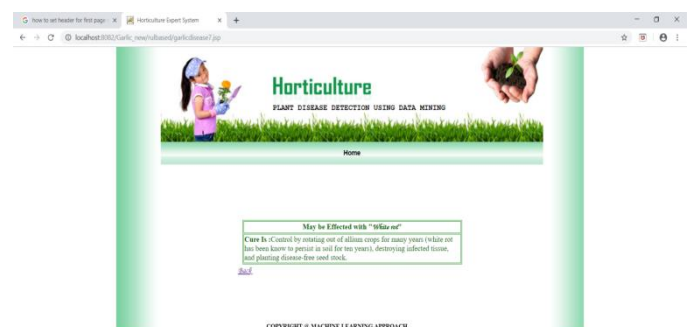 how to set header for first page
Horticulture Expert System
localhost:8082/Garlic_new/rulbased/garlicdisease7.jsp
Horticulture
PLANT DISEASE DETECTION USING DATA MINING
Home
May be Effected with "White rot"
Cure Is :Control by rotating out of allium crops for many years (white rot
has been know to persist in soil for ten years), destroying infected tissue,
and planting disease-free seed stock.
Back
COPYRIGHT @ MACHINE LEARNING APPROACH